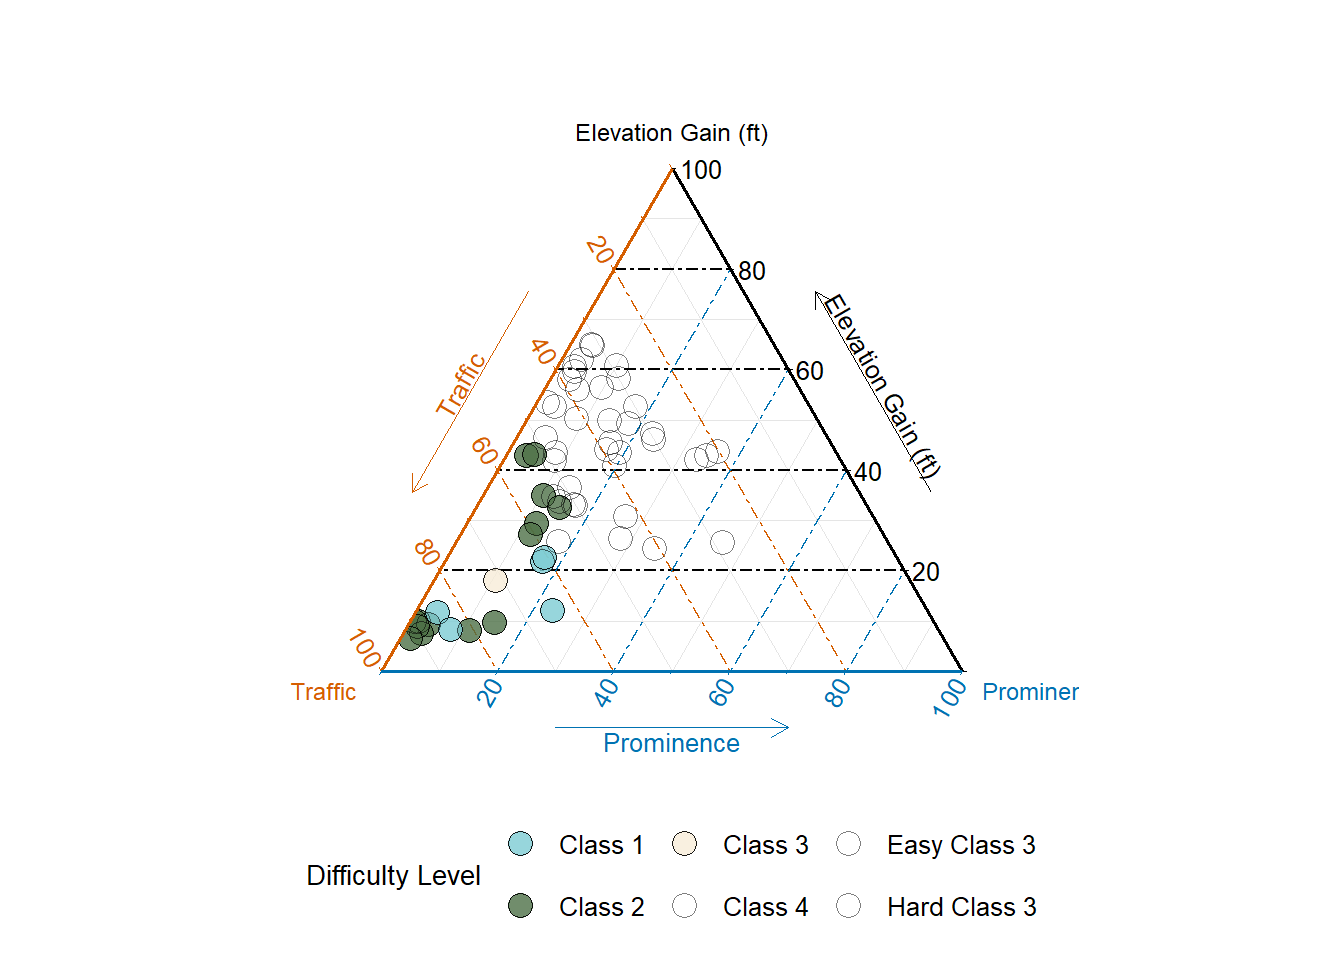 Elevation Gain (ft)
100
20
80
Elevation Gain (ft)
40
60
Traffic
60
40
80
20
100
Traffic
20
40
60
80
100
Prominer
Prominence
Difficulty Level
Class 1
Class 3
Easy Class 3
Class 2
Class 4
Hard Class 3